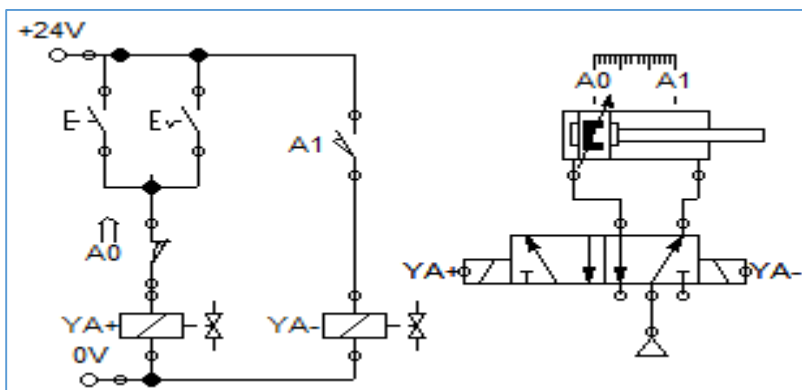 +24V
A0 A1
E E
A1
A0
YA+ YA-
YA+ YA-
0V